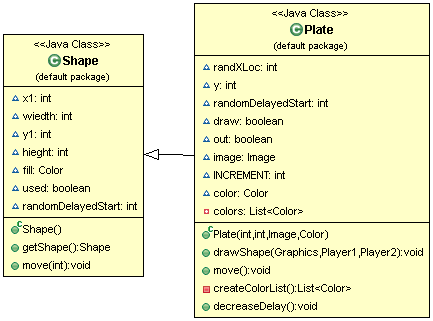 <<Java Class>>
Shape
(default package)
x1: int
wiedth: int
y1: int
hieght: int
fill: Color
used: boolean
randomDelayedStart: int
Shape()
getShape():Shape
move(int):void
<<Java Class>>
Plate
(default package)
randXLoc: int
y: int
randomDelayedStart: int
draw: boolean
out: boolean
image: Image
INCREMENT: int
color: Color
colors: List<Color>
Plate(int,int,Image,Color)
drawShape(Graphics,Player1,Player2):void
move():void
createColorList():List<Color>
decreaseDelay():void